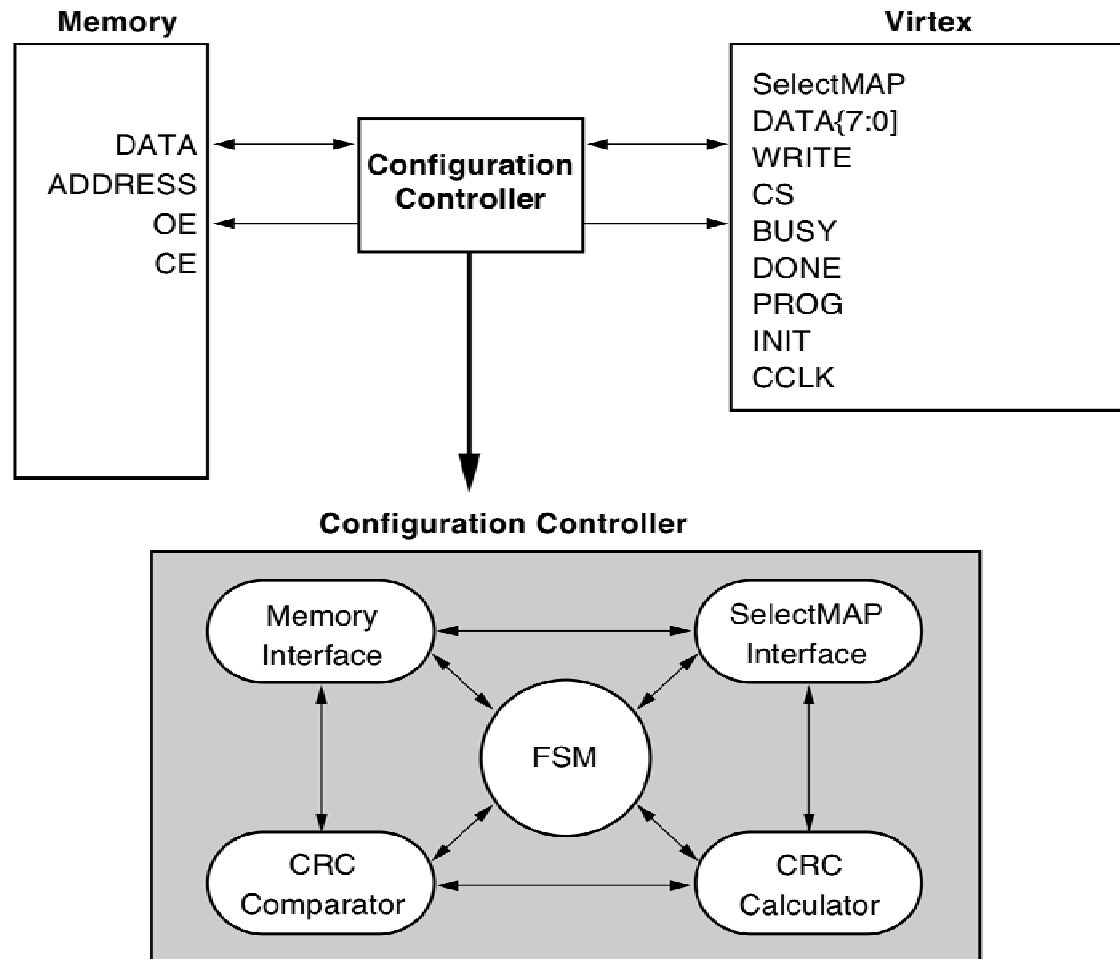 Memory
Virtex
DATA
ADDRESS
OE
CE
Configuration
Controller
SelectMAP
DATA{7:0]
WRITE
CS
BUSY
DONE
PROG
INIT
CCLK
Configuration Controller
Memory
Interface
SelectMAP
Interface
FSM
CRC
Comparator
CRC
Calculator